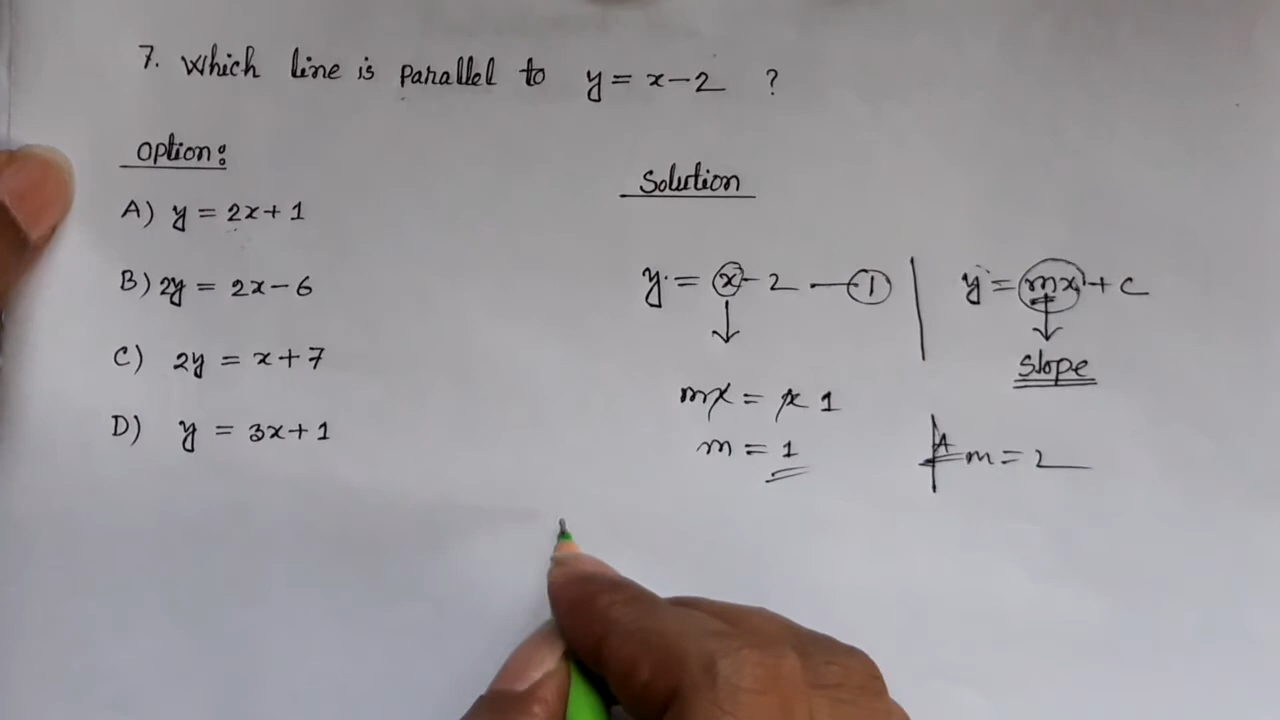 7. Which line is parallel to y = x - 2 ?
Option:
A) y = 2x + 1
B) 2y = 2x - 6
C) 2y = x + 7
D) y = 3x + 1
Solution
y = x - 2 — ①
y = mx + c
slope
mx = x 1
m = 1
A m = 2